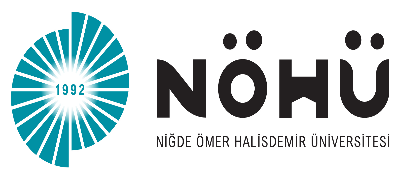 1992
NÖHÜ
NİĞDE ÖMER HALİSDEMİR ÜNİVERSİTESİ